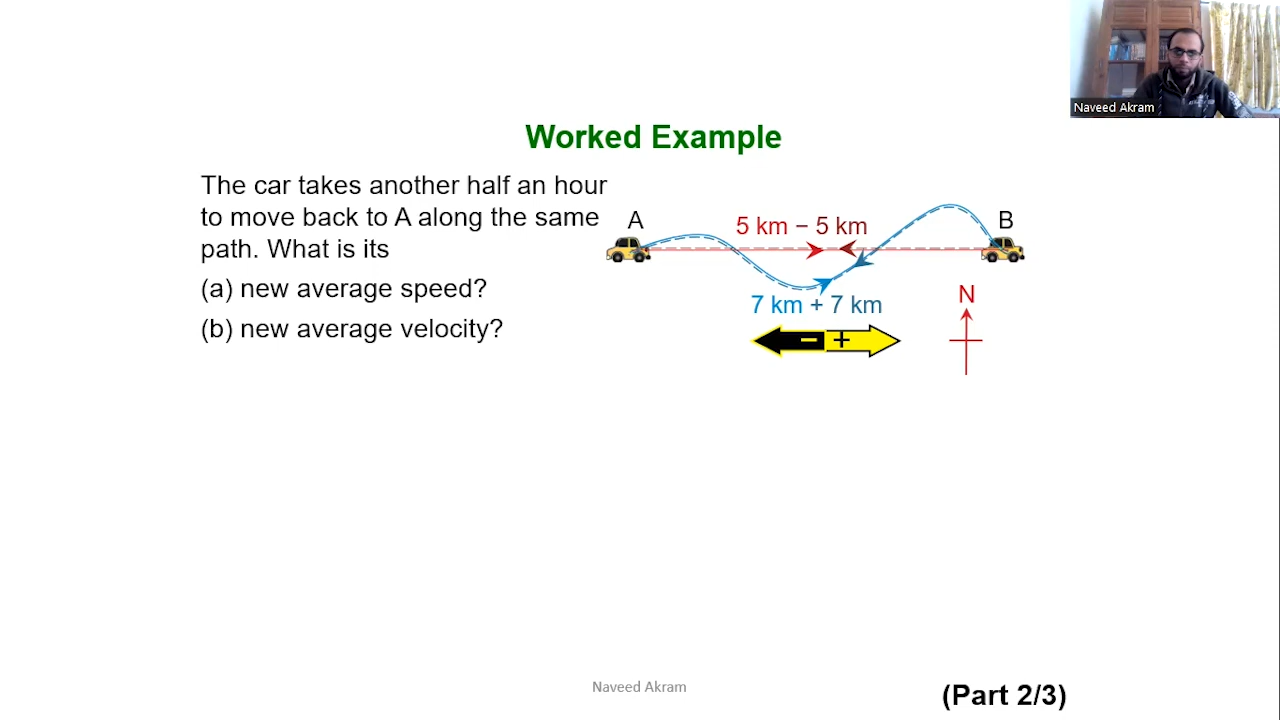 Naveed Akram
Worked Example
The car takes another half an hour
to move back to A along the same
path. What is its
(a) new average speed?
(b) new average velocity?
A
5 km − 5 km
B
7 km + 7 km
N
− +
Naveed Akram
(Part 2/3)